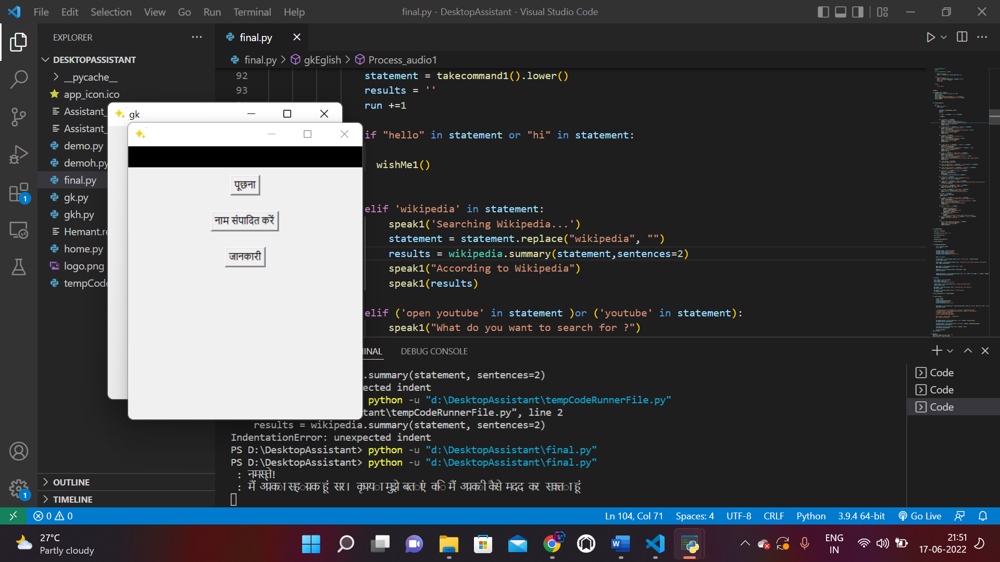 File Edit Selection View Go Run Terminal Help
final.py - DesktopAssistant - Visual Studio Code
EXPLORER
DESKTOPASSISTANT
__pycache__
app_icon.ico
Assistant_
Assistant_
demo.py
demoh.py
final.py
gk.py
gkh.py
Hemant.re
home.py
logo.png
tempCode
OUTLINE
TIMELINE
1
1
final.py
final.py > gkEglish > Process_audio1
92 statement = takecommand1().lower()
93 results = ''
run +=1
if "hello" in statement or "hi" in statement:
wishMe1()
elif 'wikipedia' in statement:
speak1('Searching Wikipedia...')
statement = statement.replace("wikipedia", "")
results = wikipedia.summary(statement,sentences=2)
speak1("According to Wikipedia")
speak1(results)
elif ('open youtube' in statement )or ('youtube' in statement):
speak1("What do you want to search for ?")
gk
पूछना
नाम संपादित करें
जानकारी
INAL DEBUG CONSOLE
.summary(statement, sentences=2)
ected indent
python -u "d:\DesktopAssistant\tempCodeRunnerFile.py"
tant\tempCodeRunnerFile.py", line 2
results = wikipedia.summary(statement, sentences=2)
IndentationError: unexpected indent
PS D:\DesktopAssistant> python -u "d:\DesktopAssistant\final.py"
PS D:\DesktopAssistant> python -u "d:\DesktopAssistant\final.py"
: नमस्ते!
: मैं आपका सहायक हूं सर। कृपया मुझे बताएं कि मैं आपकी कैसे मदद कर सकता हूं
Code
Code
Code
0 0
Ln 104, Col 71 Spaces: 4 UTF-8 CRLF Python 3.9.4 64-bit Go Live
27°C
Partly cloudy
ENG
IN
21:51
17-06-2022